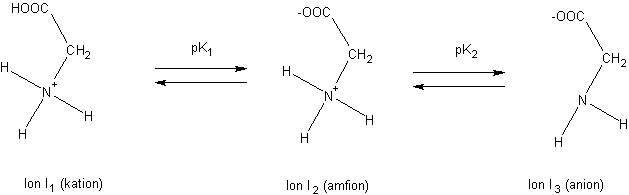 HOOC
CH2
H
N+
H
H
pK1
-OOC
CH2
H
N+
H
H
pK2
-OOC
CH2
N
H
H
Ion I1 (kation)
Ion I2 (amfion)
Ion I3 (anion)